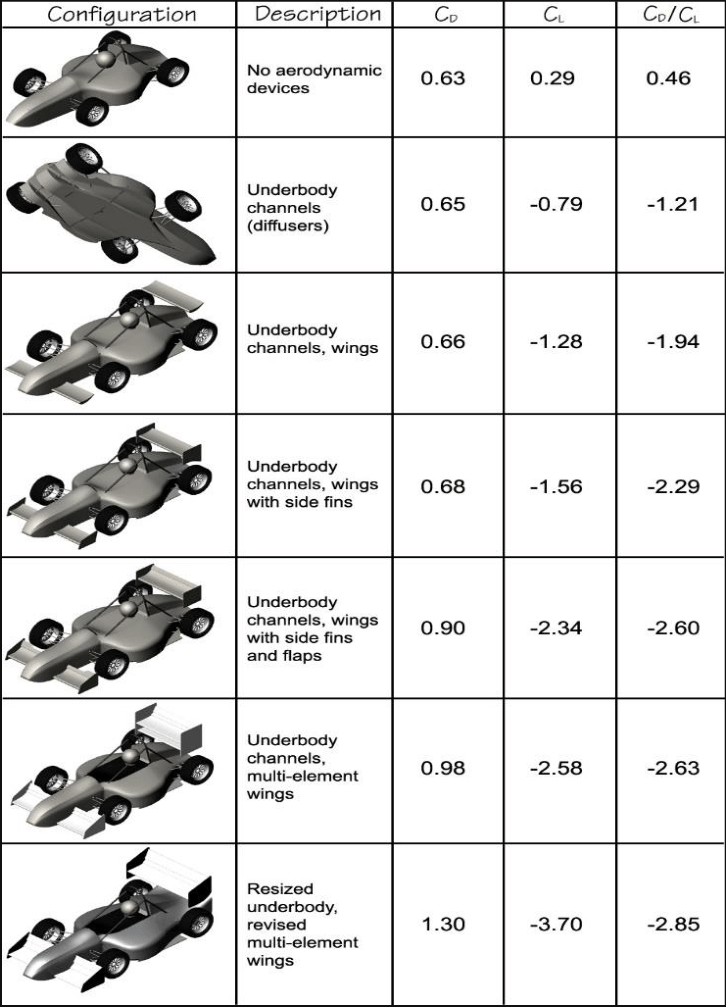 Configuration Description CD CL CD/CL
No aerodynamic
devices
0.63 0.29 0.46
Underbody
channels
(diffusers)
0.65 -0.79 -1.21
Underbody
channels, wings
0.66 -1.28 -1.94
Underbody
channels, wings
with side fins
0.68 -1.56 -2.29
Underbody
channels, wings
with side fins
and flaps
0.90 -2.34 -2.60
Underbody
channels,
multi-element
wings
0.98 -2.58 -2.63
Resized
underbody,
revised
multi-element
wings
1.30 -3.70 -2.85